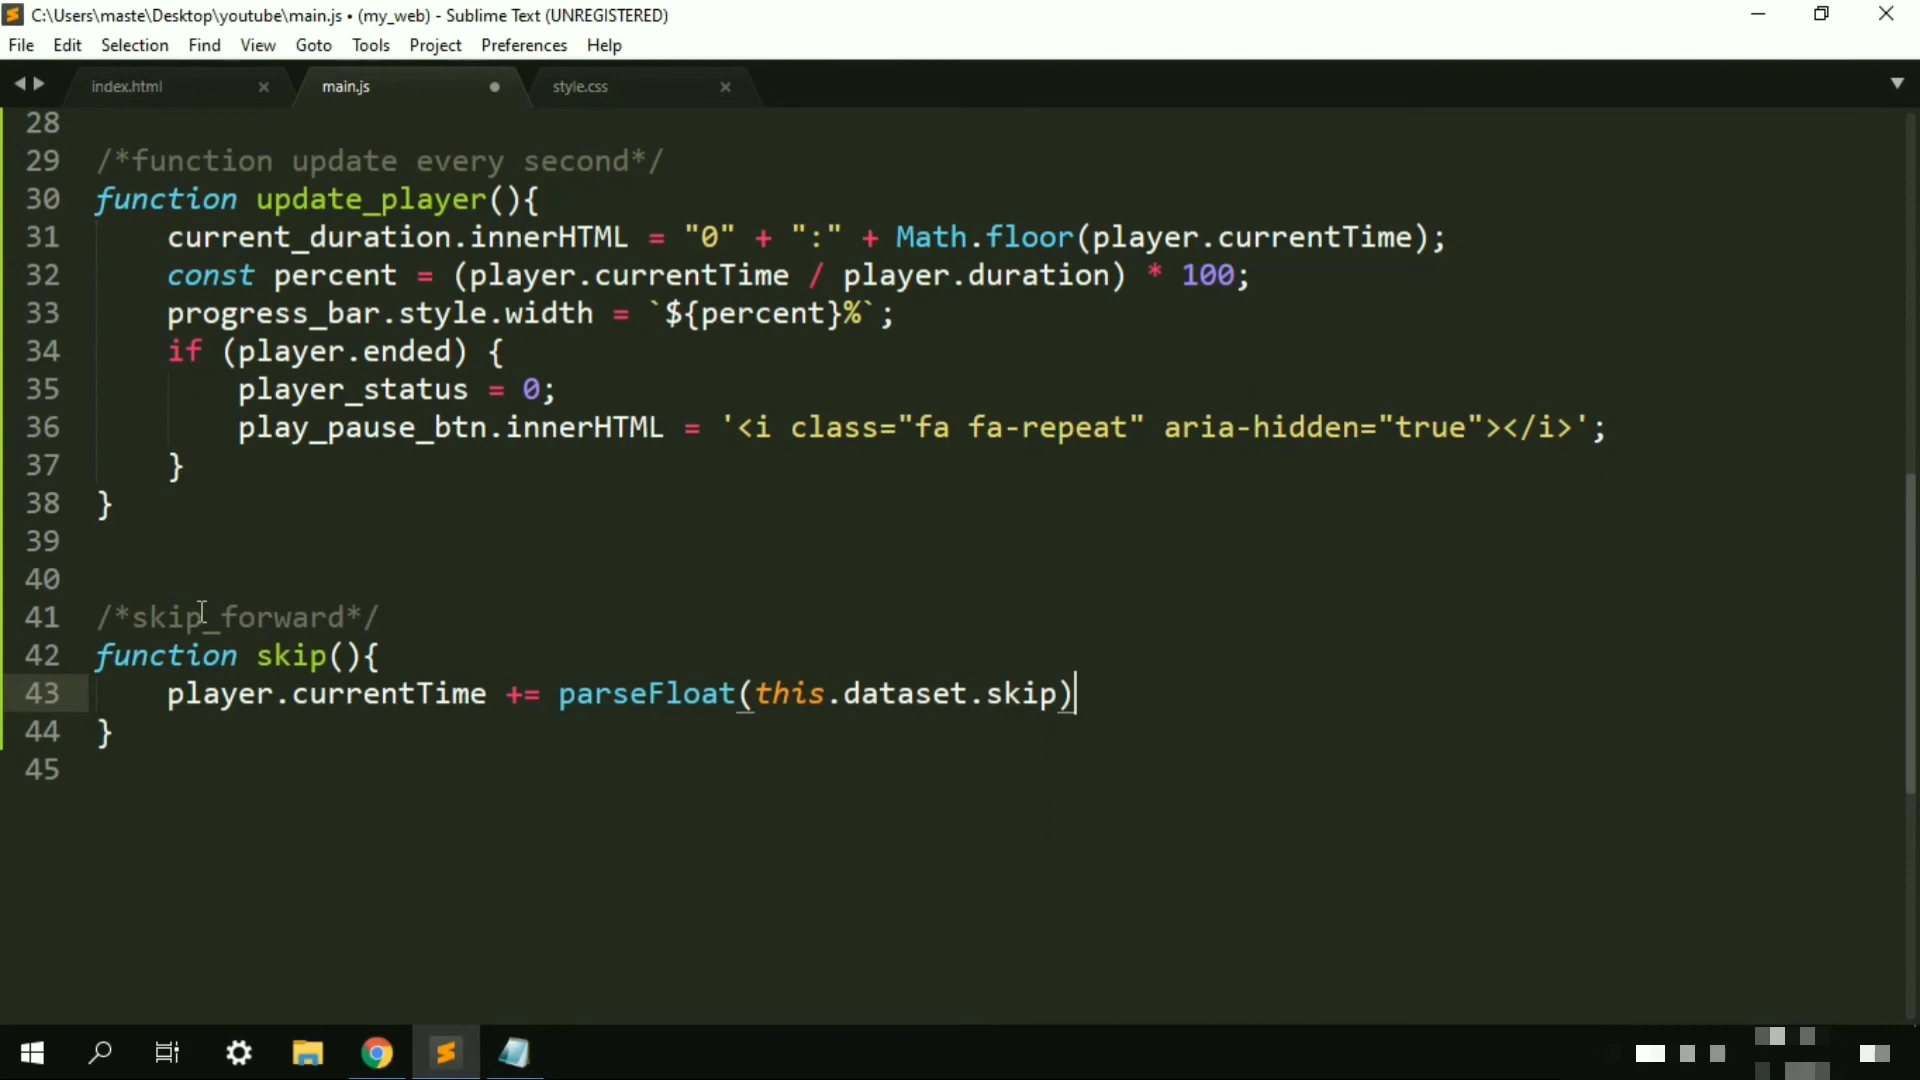 C:\Users\maste\Desktop\youtube\main.js • (my_web) - Sublime Text (UNREGISTERED)
File Edit Selection Find View Goto Tools Project Preferences Help
index.html main.js style.css
28
29 /*function update every second*/
30 function update_player(){
31 current_duration.innerHTML = "0" + ":" + Math.floor(player.currentTime);
32 const percent = (player.currentTime / player.duration) * 100;
33 progress_bar.style.width = `${percent}%`;
34 if (player.ended) {
35 player_status = 0;
36 play_pause_btn.innerHTML = '<i class="fa fa-repeat" aria-hidden="true"></i>';
37 }
38 }
39
40
41 /*skip_forward*/
42 function skip(){
43 player.currentTime += parseFloat(this.dataset.skip)
44 }
45